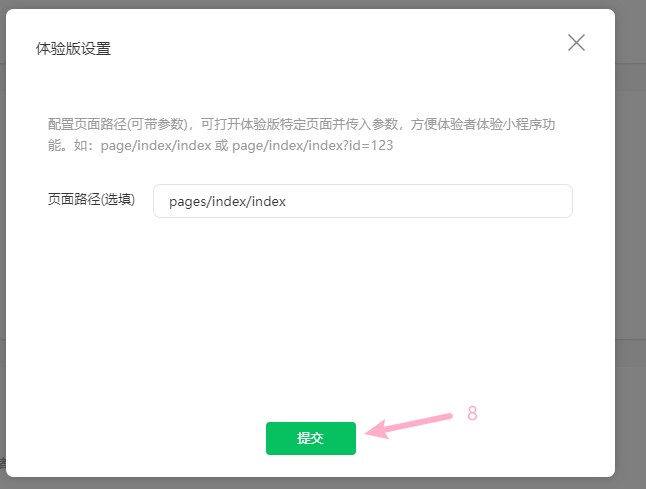 体验版设置
配置页面路径(可带参数)，可打开体验版特定页面并传入参数，方便体验者体验小程序功
能。如：page/index/index 或 page/index/index?id=123
页面路径(选填)
pages/index/index
提交
8